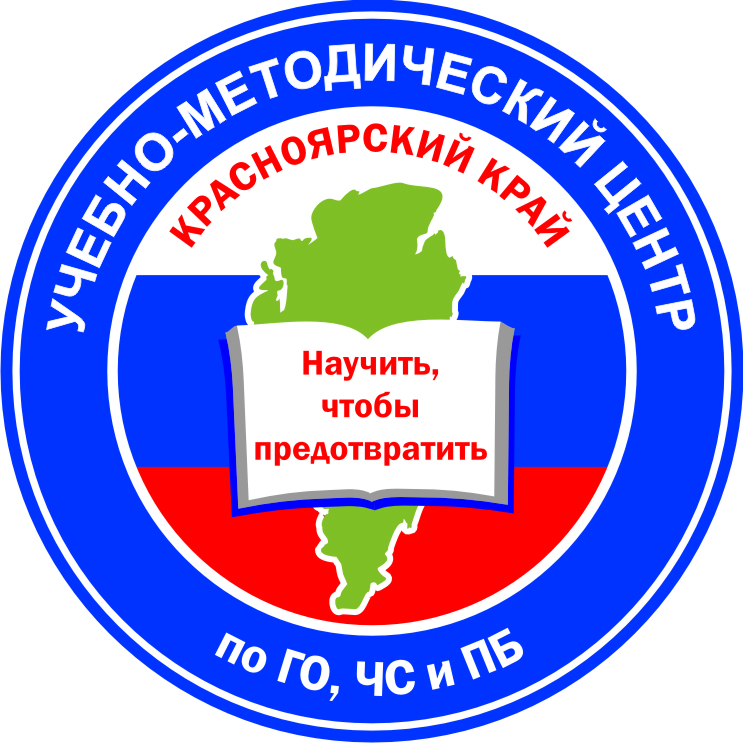 УЧЕБНО-МЕТОДИЧЕСКИЙ ЦЕНТР
КРАСНОЯРСКИЙ КРАЙ
Научить,
чтобы
предотвратить
по ГО, ЧС и ПБ